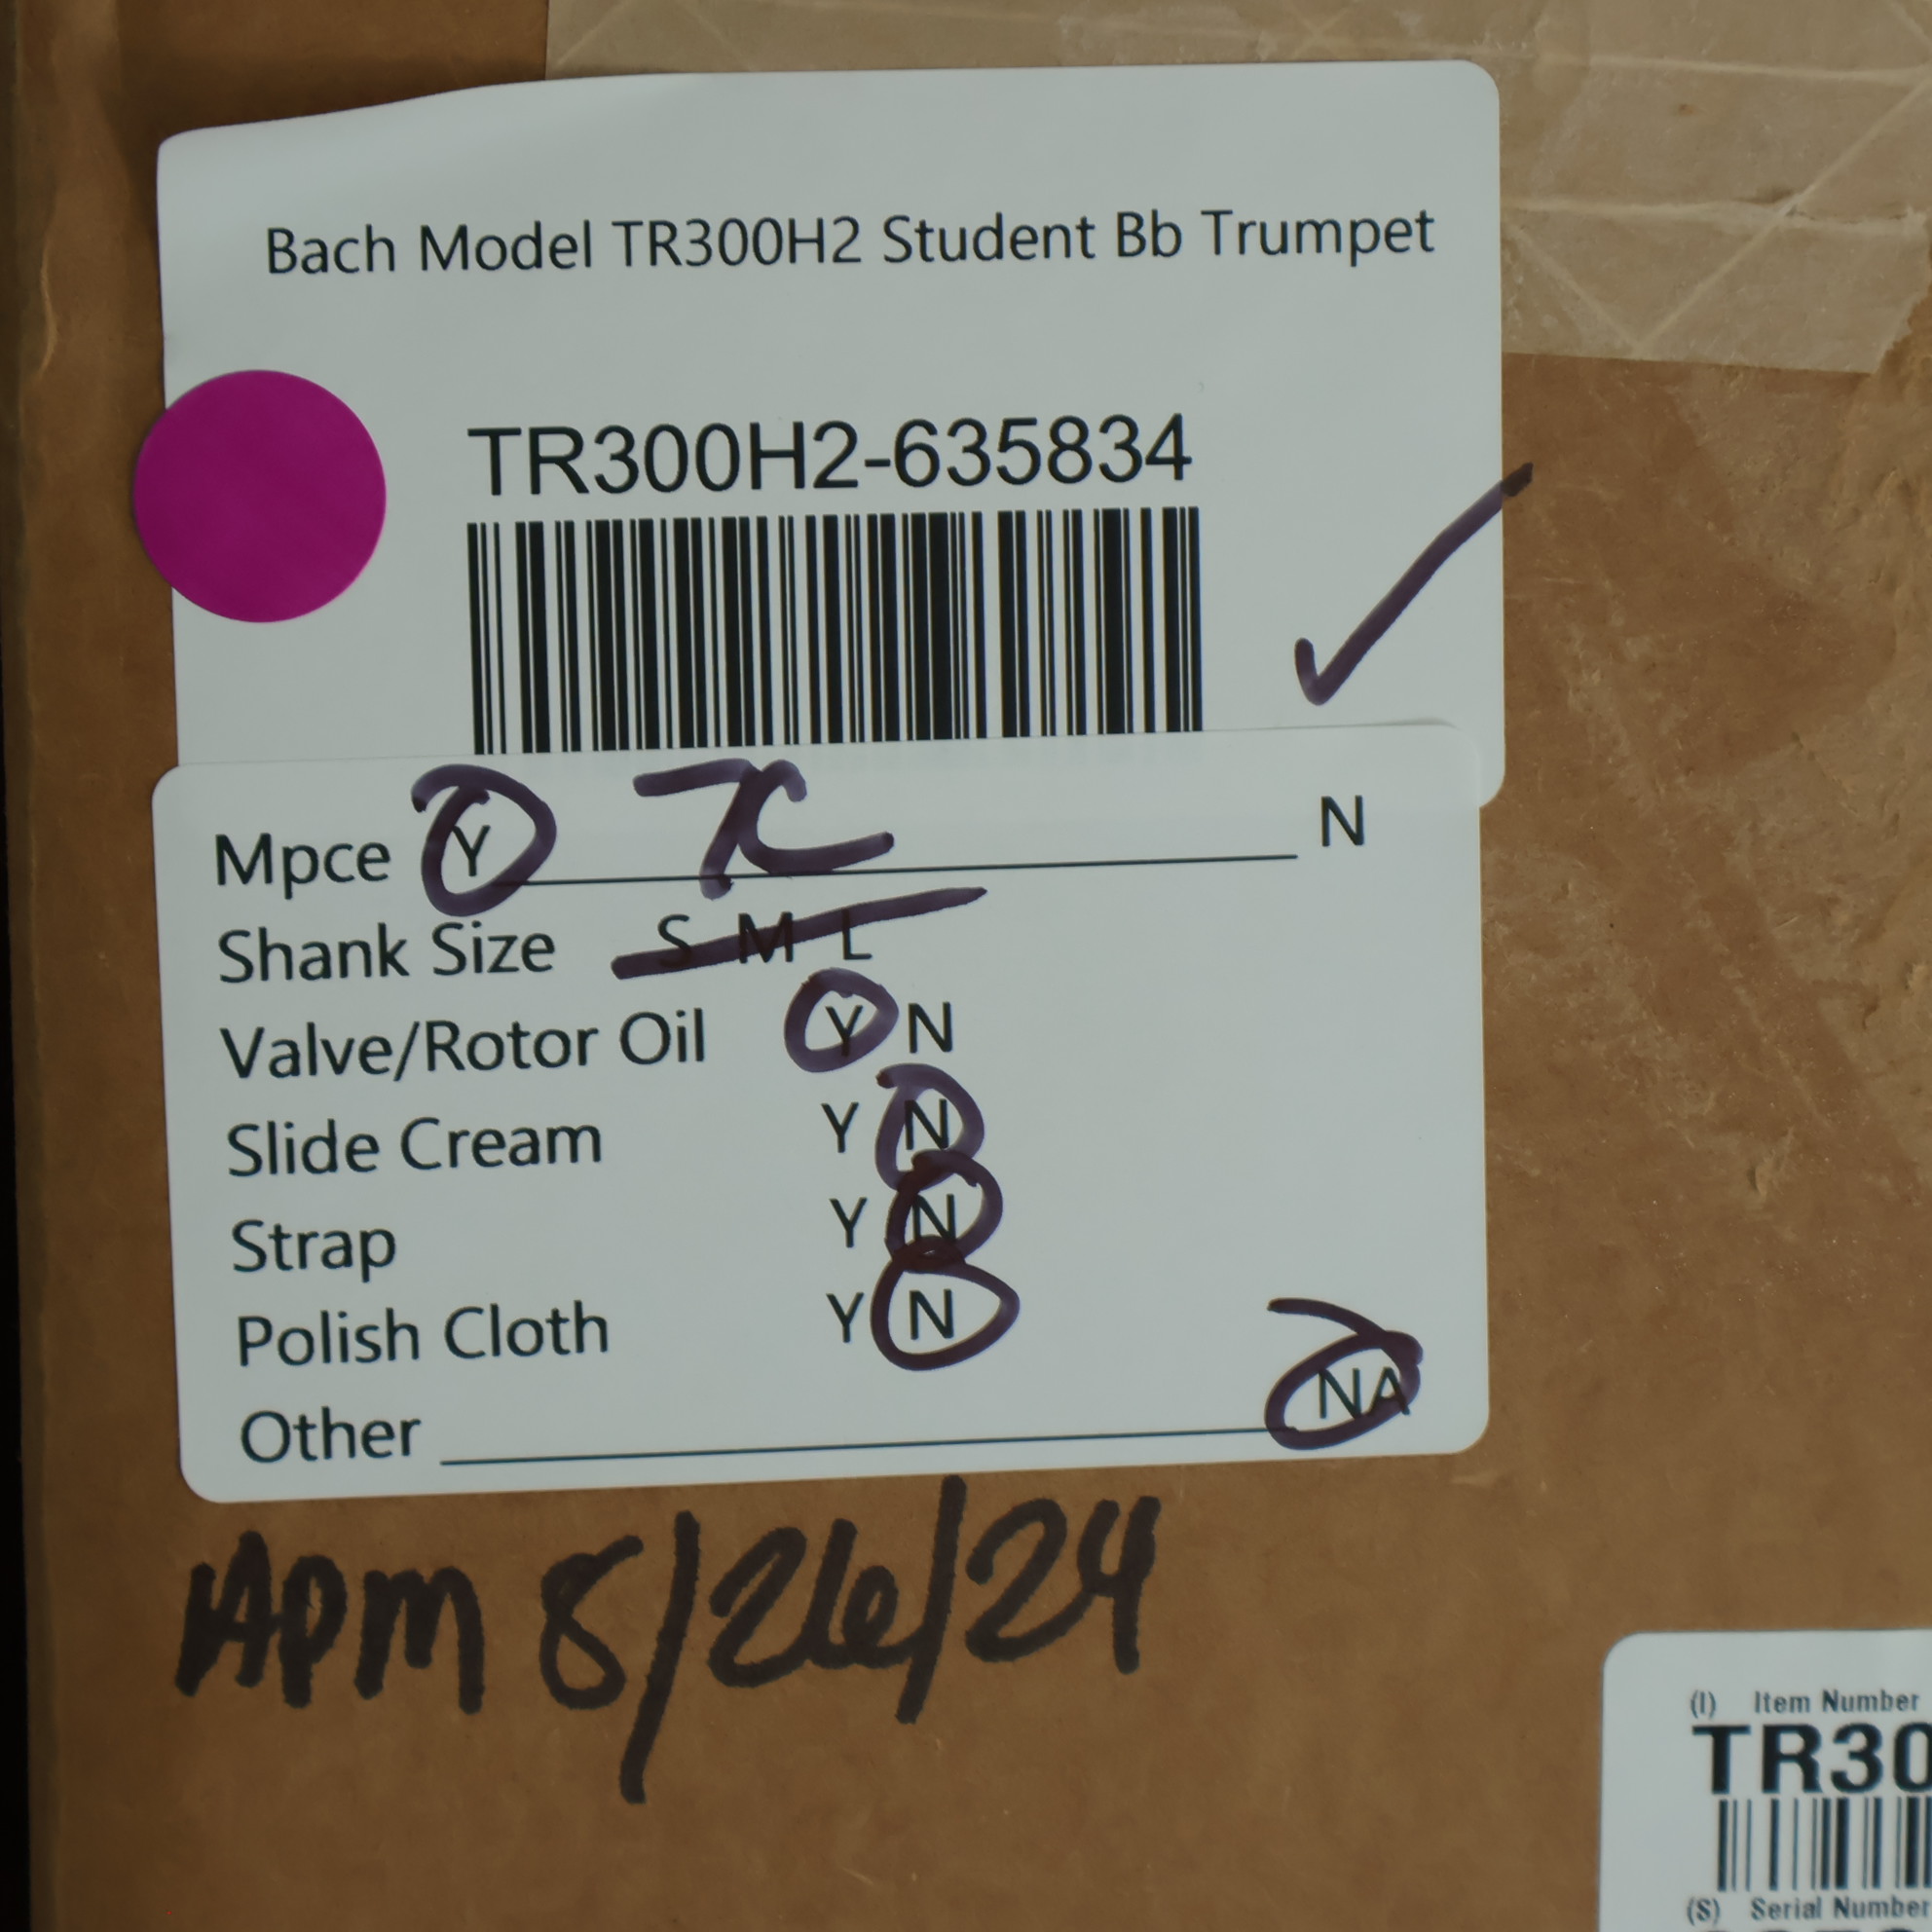 Bach Model TR300H2 Student Bb Trumpet
TR300H2-635834
Mpce Y 7C N
Shank Size S M L
Valve/Rotor Oil Y N
Slide Cream Y N
Strap Y N
Polish Cloth Y N
Other NA
APM 8/26/24
(I) Item Number
TR30
(S) Serial Number